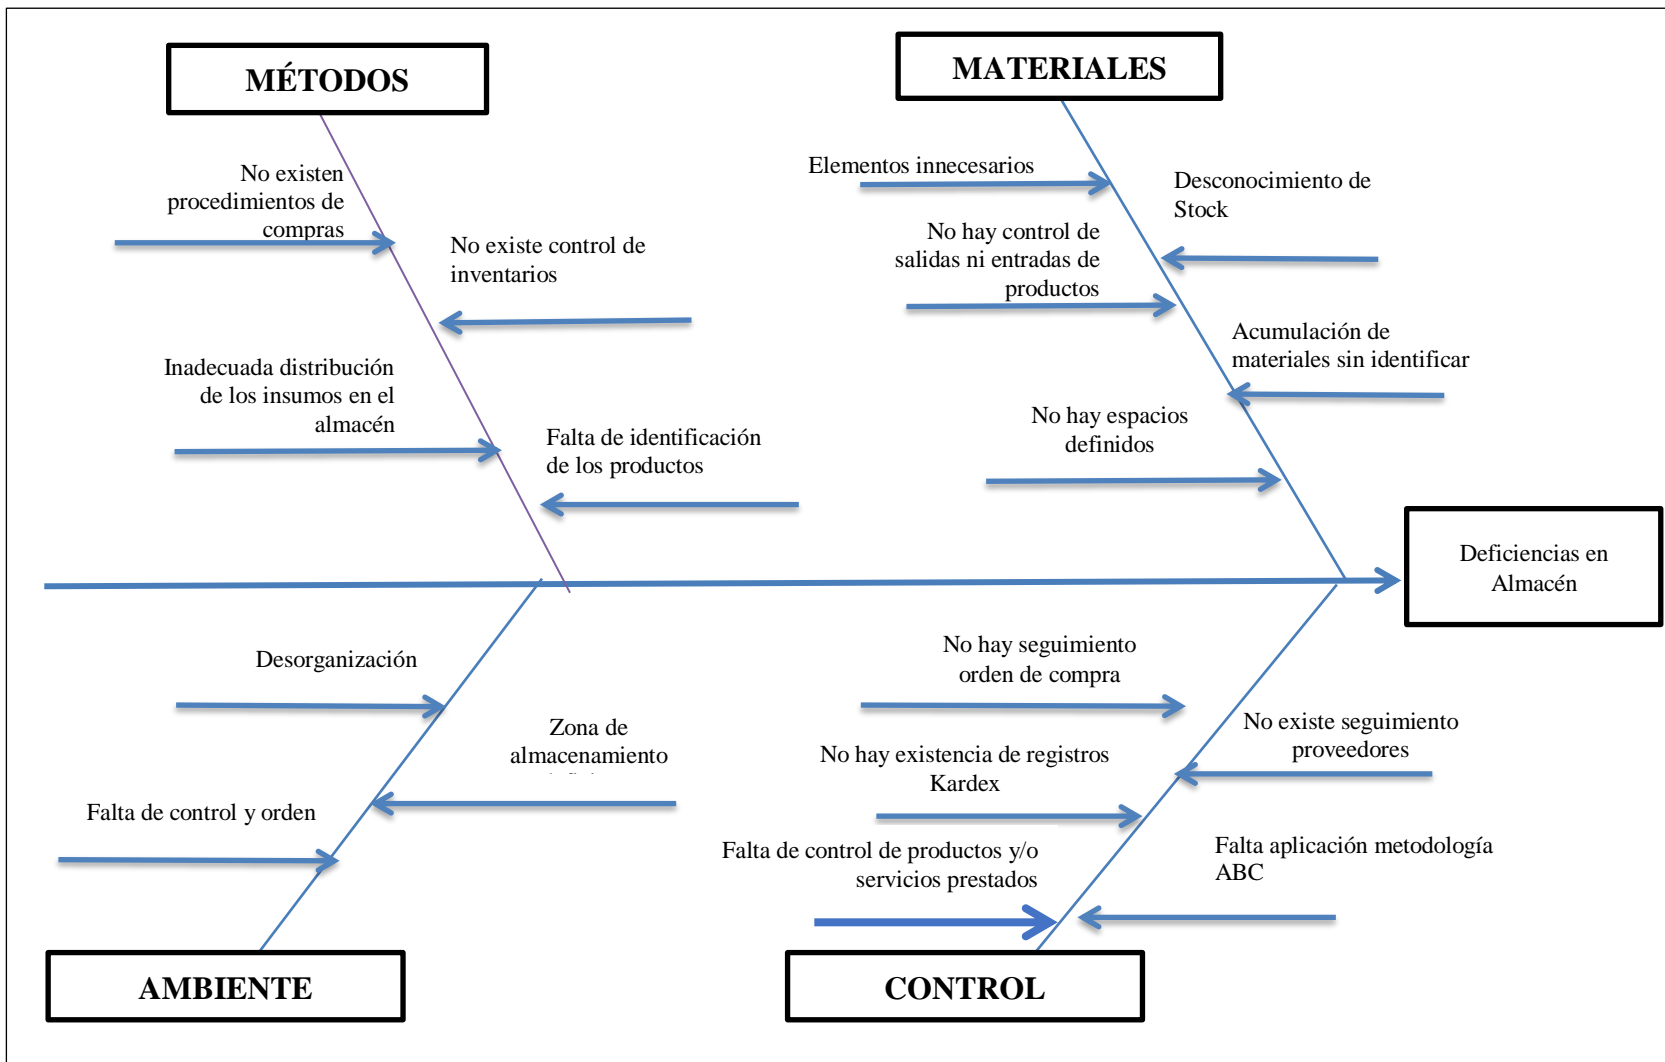 MÉTODOS
MATERIALES
No existen
procedimientos de
compras
No existe control de
inventarios
Inadecuada distribución
de los insumos en el
almacén
Falta de identificación
de los productos
Elementos innecesarios
Desconocimiento de
Stock
No hay control de
salidas ni entradas de
productos
Acumulación de
materiales sin identificar
No hay espacios
definidos
Deficiencias en
Almacén
Desorganización
Zona de
almacenamiento
Falta de control y orden
No hay seguimiento
orden de compra
No existe seguimiento
proveedores
No hay existencia de registros
Kardex
Falta de control de productos y/o
servicios prestados
Falta aplicación metodología
ABC
AMBIENTE
CONTROL